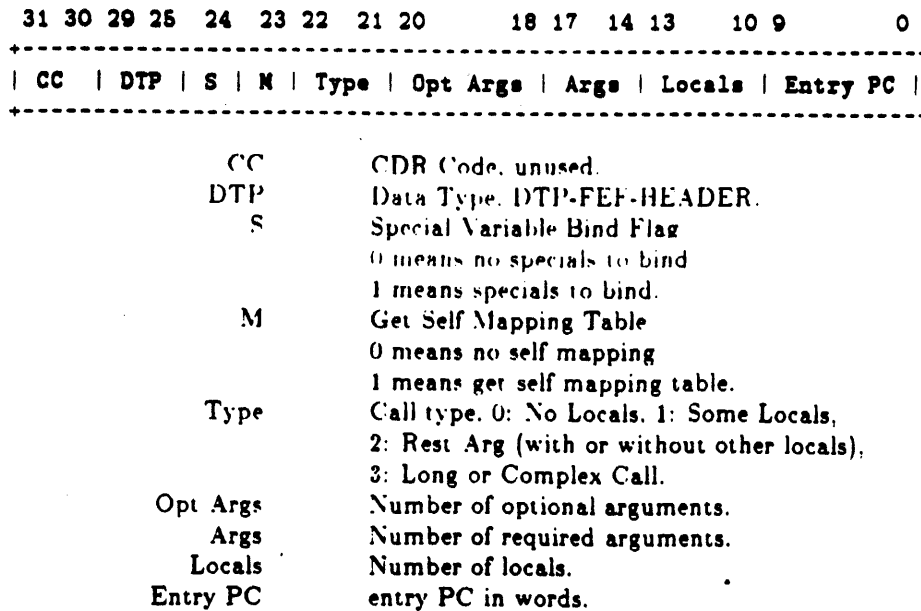 31 30 29 25 24 23 22 21 20 18 17 14 13 10 9 0
+--------------------------------------------------------------
| CC | DTP | S | M | Type | Opt Args | Args | Locals | Entry PC |
+--------------------------------------------------------------
CC CDR Code, unused.
DTP Data Type. DTP-FEF-HEADER.
S Special Variable Bind Flag
0 means no specials to bind
1 means specials to bind.
M Get Self Mapping Table
0 means no self mapping
1 means get self mapping table.
Type Call type. 0: No Locals. 1: Some Locals,
2: Rest Arg (with or without other locals),
3: Long or Complex Call.
Opt Args Number of optional arguments.
Args Number of required arguments.
Locals Number of locals.
Entry PC entry PC in words.